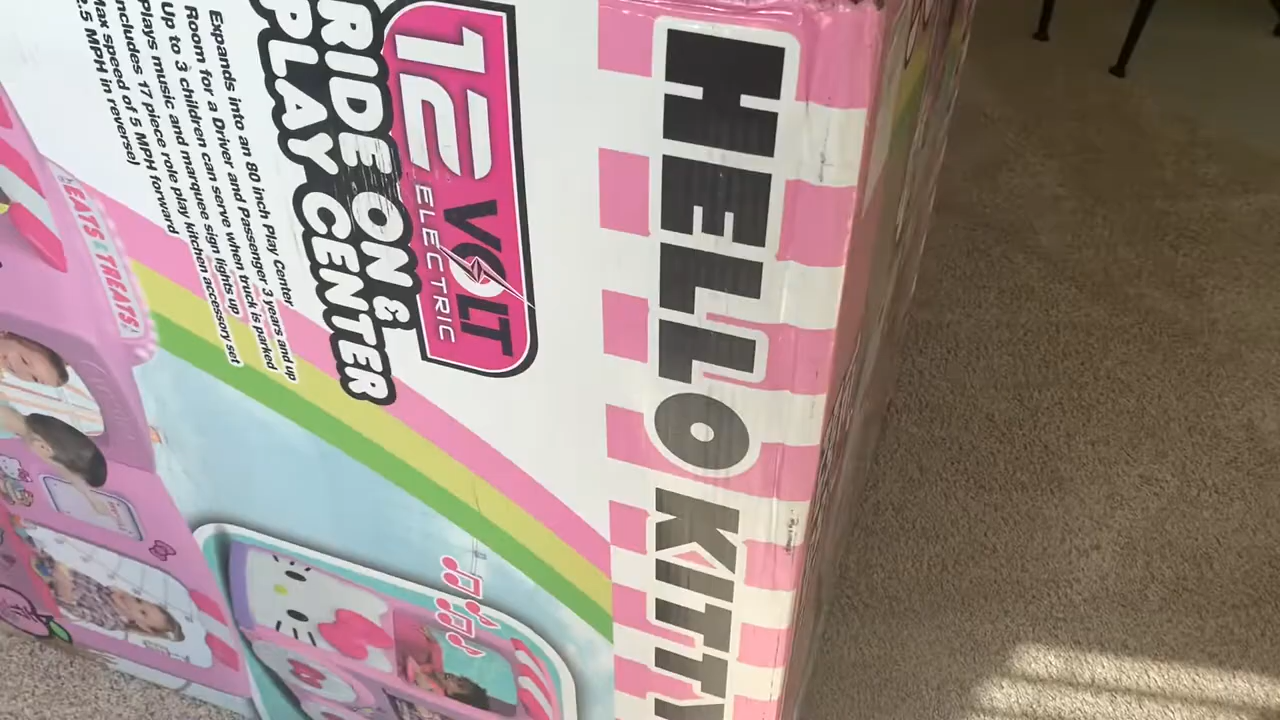 HELLO KITTY
12 VOLT
ELECTRIC
RIDE ON &
PLAY CENTER
Expands into an 80 inch Play Center
Room for a Driver and Passenger 3 years and up
Up to 3 children can serve when truck is parked
Plays music and marquee sign lights up
Includes 17 piece role play kitchen accessory set
Max speed of 5 MPH forward
2.5 MPH in reverse)
EATS & TREATS